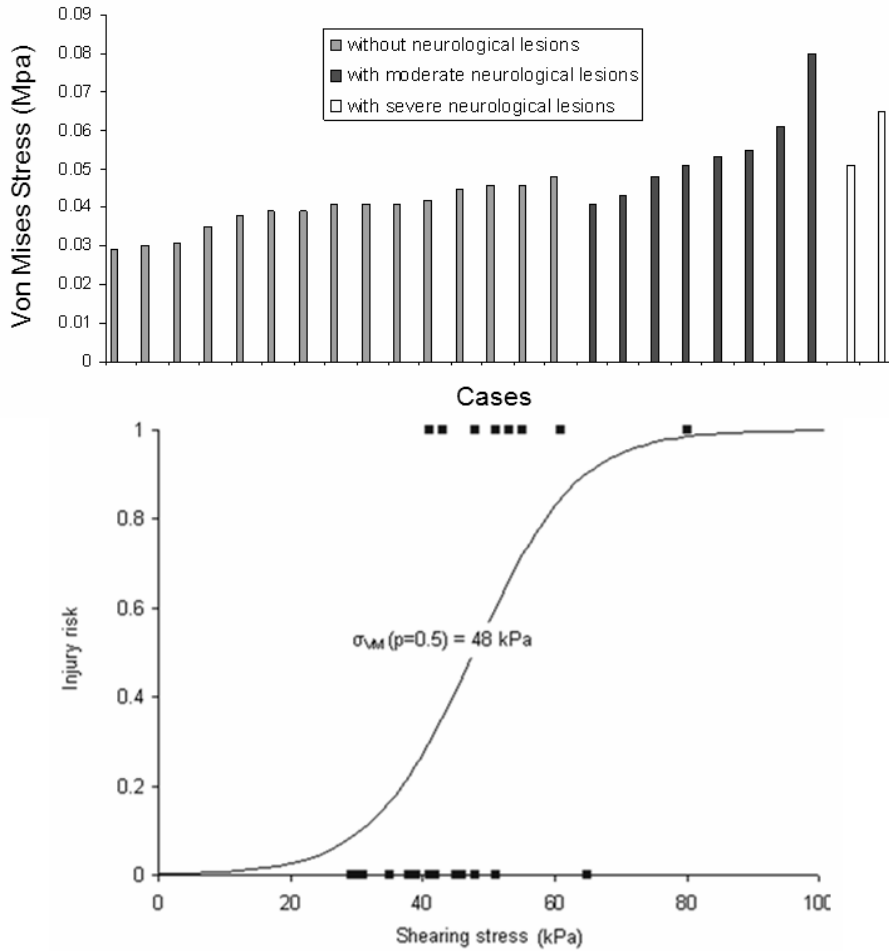 0.09
0.08
0.07
0.06
0.05
0.04
0.03
0.02
0.01
0
Von Mises Stress (Mpa)
without neurological lesions
with moderate neurological lesions
with severe neurological lesions
Cases
1
0.8
0.6
0.4
0.2
0
Injury risk
σVM (p=0.5) = 48 kPa
0 20 40 60 80 100
Shearing stress (kPa)